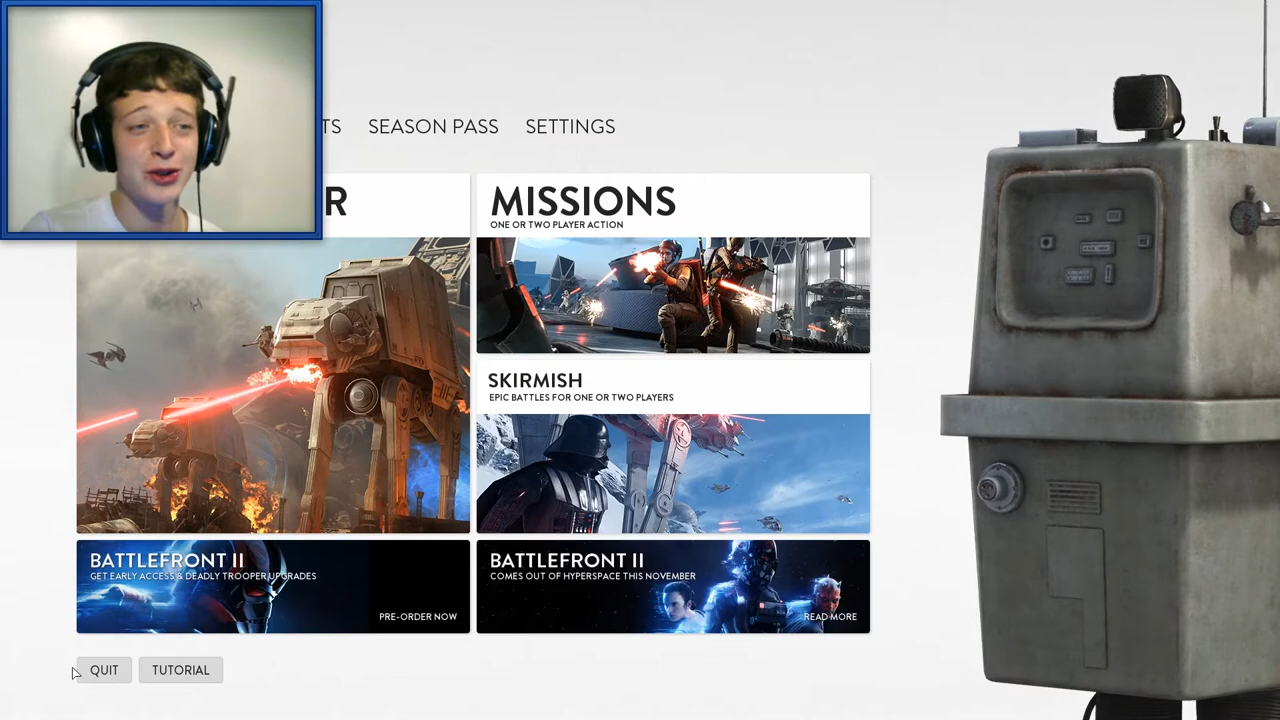 TS SEASON PASS SETTINGS
R
MISSIONS
ONE OR TWO PLAYER ACTION
SKIRMISH
EPIC BATTLES FOR ONE OR TWO PLAYERS
BATTLEFRONT II
GET EARLY ACCESS & DEADLY TROOPER UPGRADES
PRE-ORDER NOW
BATTLEFRONT II
COMES OUT OF HYPERSPACE THIS NOVEMBER
READ MORE
QUIT TUTORIAL